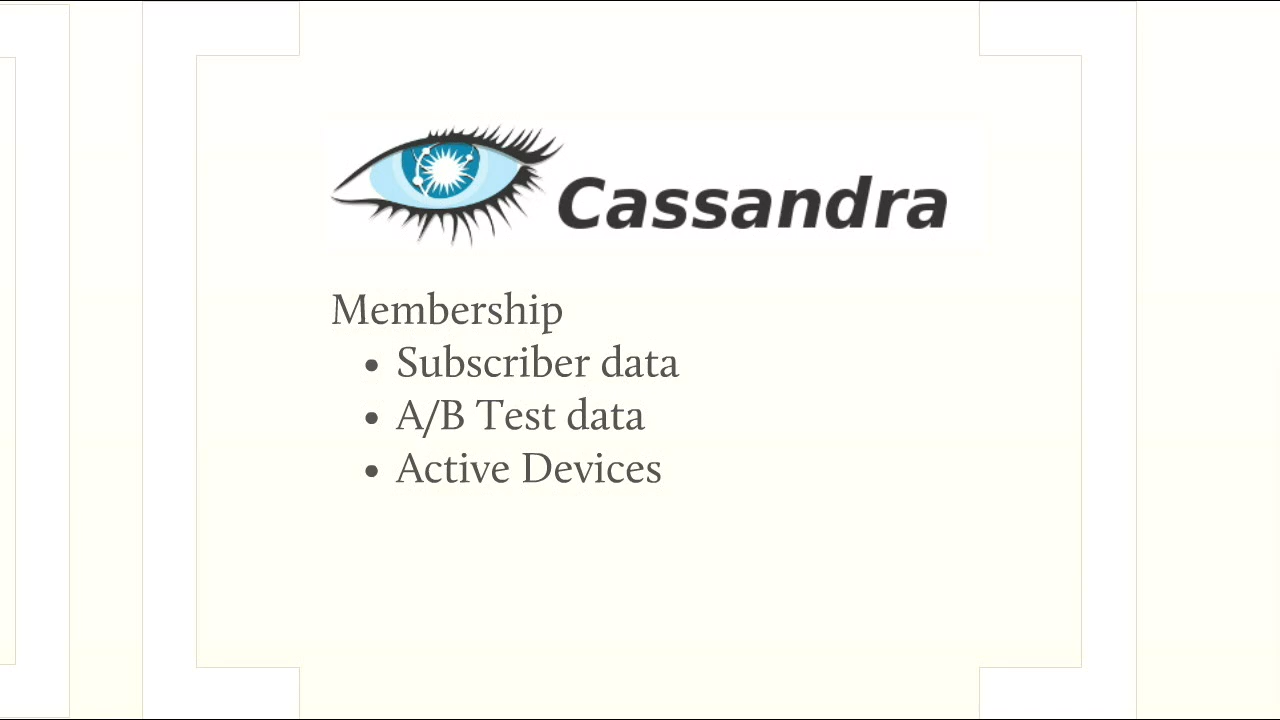 Cassandra
Membership
• Subscriber data
• A/B Test data
• Active Devices